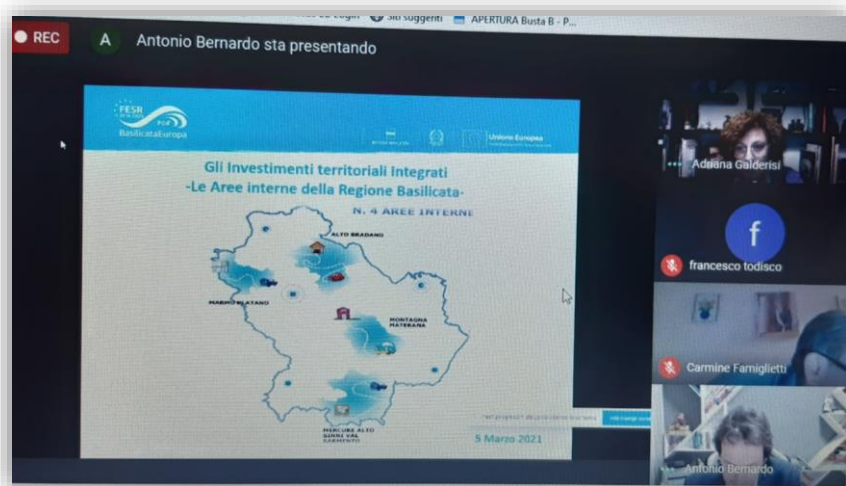 Siti suggeriti
APERTURA Busta B - P...
REC
A
Antonio Bernardo sta presentando
FESR
POR
BasilicataEuropa
Unione Europea
Gli Investimenti territoriali Integrati
-Le Aree interne della Regione Basilicata-
N. 4 AREE INTERNE
ALTO BRADANO
MARMO PLATANO
MONTAGNA
MATERANA
MERCURE ALTO
SINNI VAL
SARMENTO
5 Marzo 2021
Adriana Galderisi
f
francesco todisco
Carmine Famiglietti
Antonio Bernardo